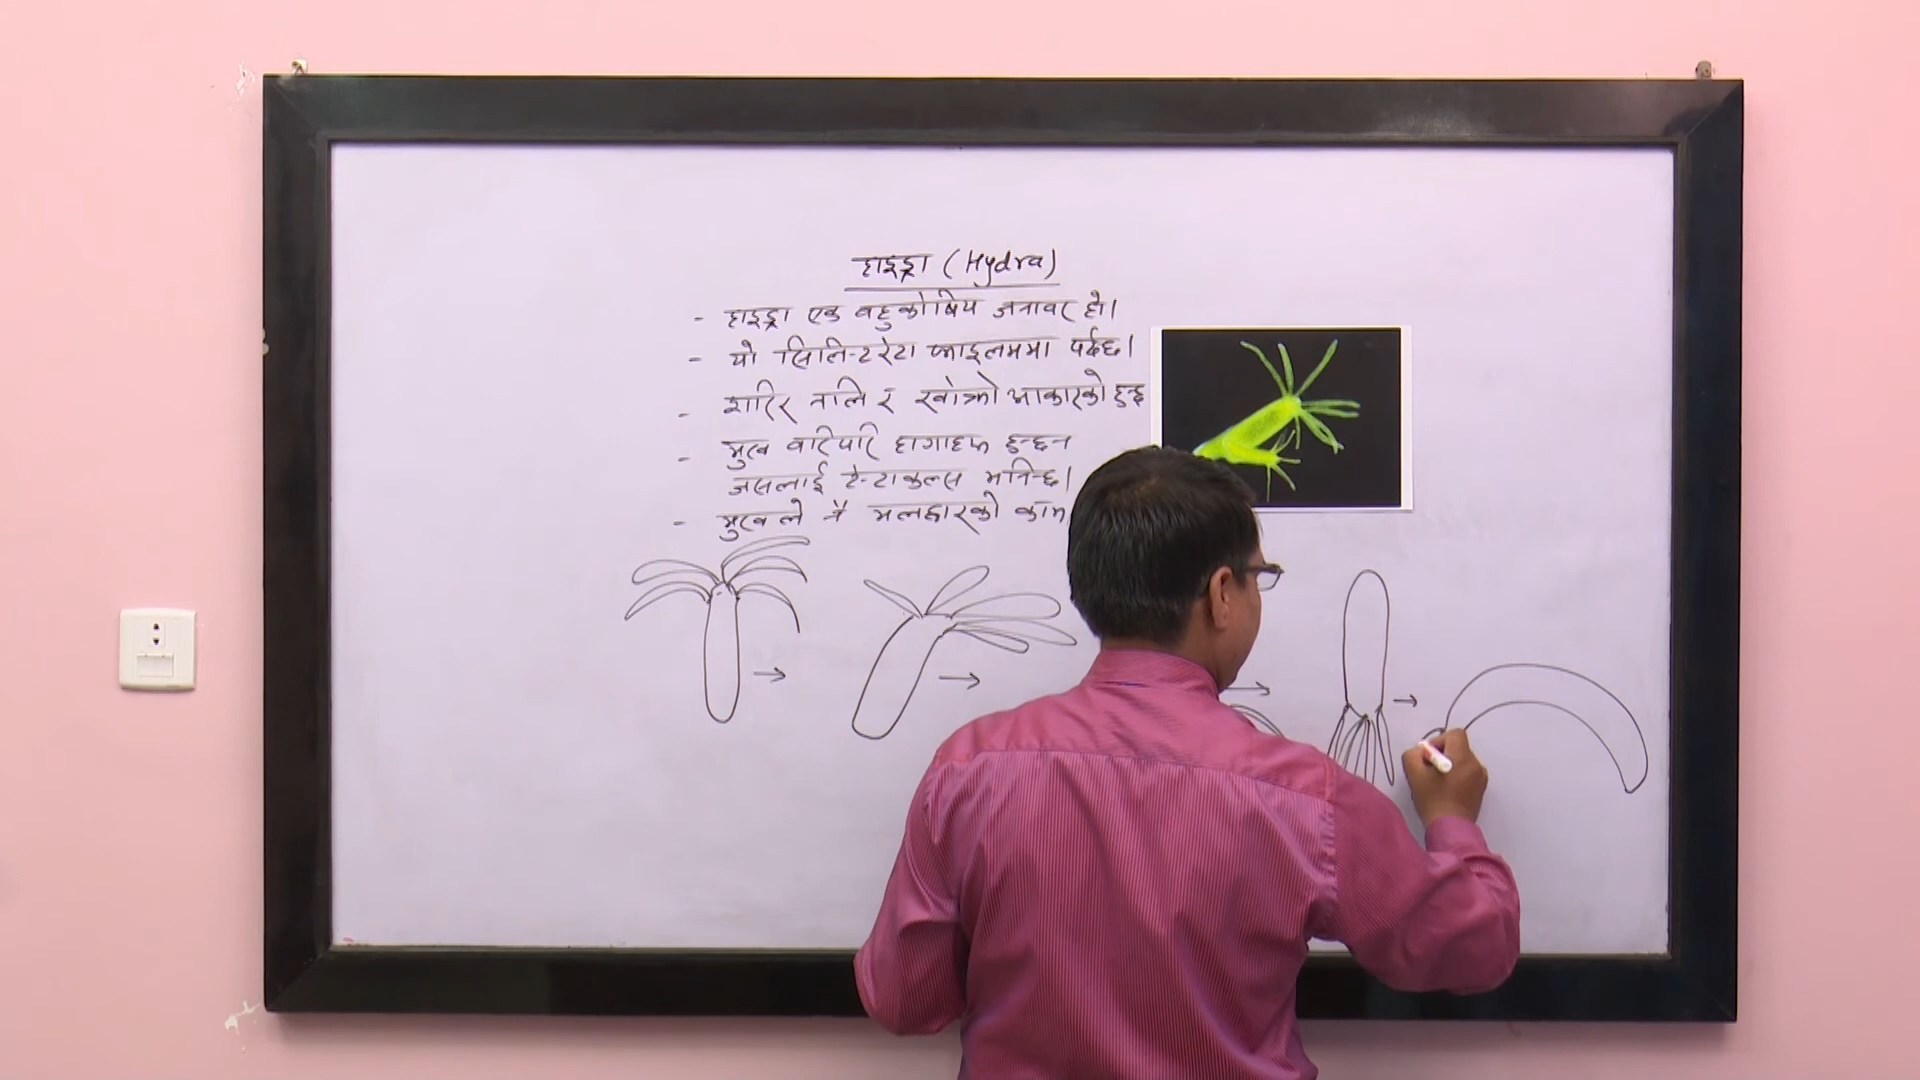 हाइड्रा (Hydra)
- हाइड्रा एक बहुकोषिय जनावर हो।
- यो सिलेन्टरेटा फाइलममा पर्दछ।
- शरिर नलि र खोक्रो आकारको हुन्छ
- मुख वरिपरि हाँगाहरू हुन्छन
जसलाई टेन्टाकल्स भनिन्छ।
- मुखले नै मलद्वारको काम